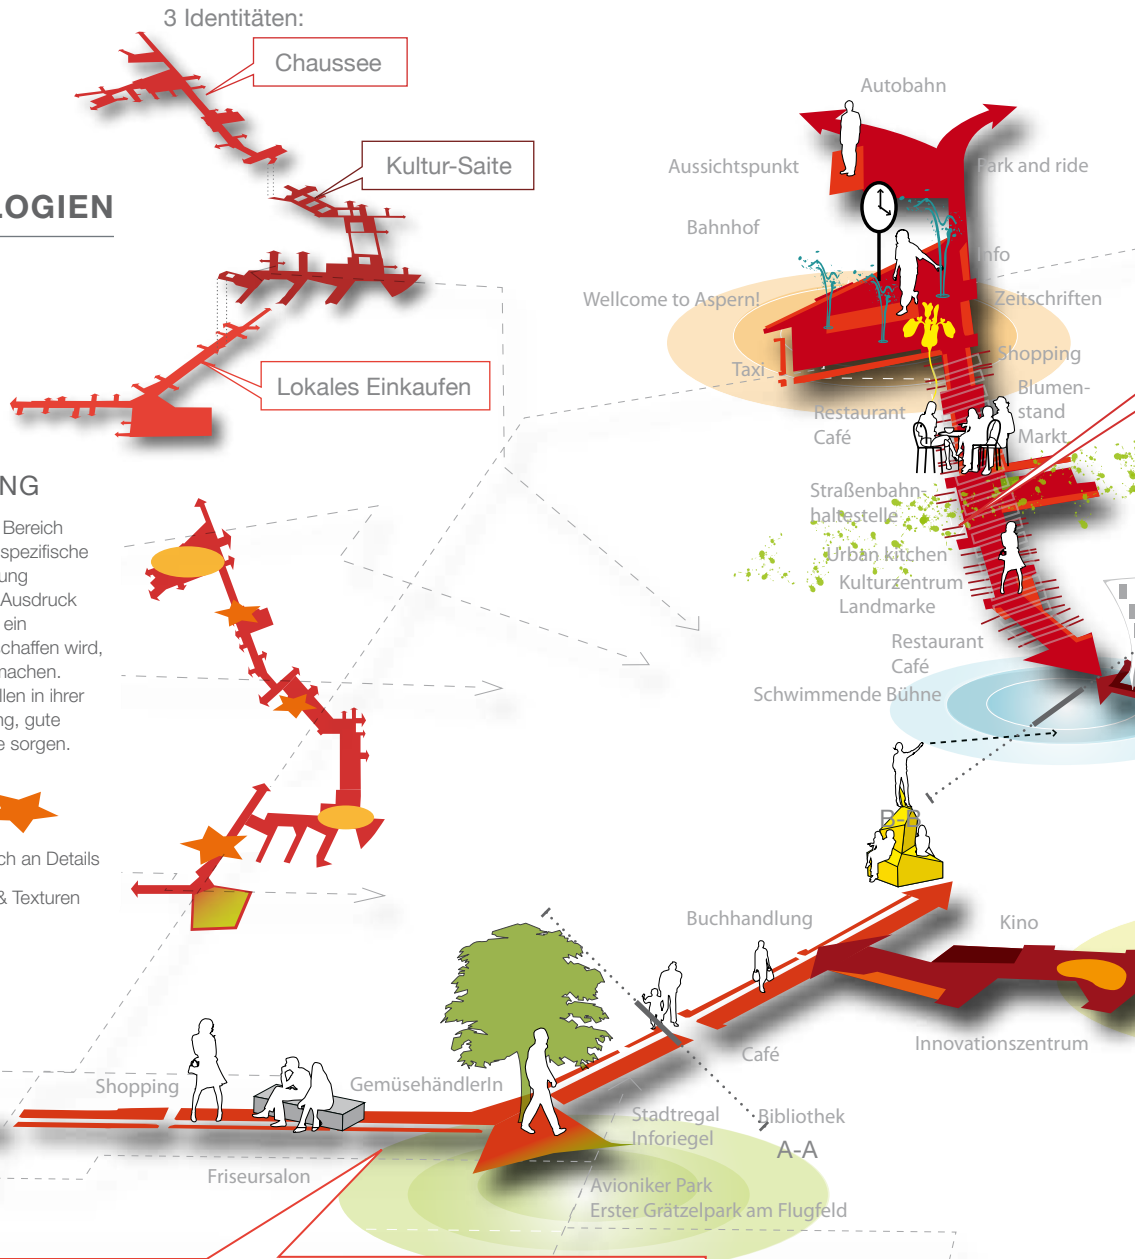 3 Identitäten:
Chaussee
Kultur-Saite
LOGIEN
Lokales Einkaufen
NG
Bereich
spezifische
ung
Ausdruck
ein
schaffen wird,
machen.
llen in ihrer
ng, gute
e sorgen.
ch an Details
& Texturen
Autobahn
Aussichtspunkt
Park and ride
Bahnhof
Info
Wellcome to Aspern!
Zeitschriften
Shopping
Taxi
Blumen-
stand
Markt
Restaurant
Café
Straßenbahn-
haltestelle
Urban kitchen
Kulturzentrum
Landmarke
Restaurant
Café
Schwimmende Bühne
B-B
Buchhandlung
Kino
Innovationszentrum
Café
Shopping
GemüsehändlerIn
Stadtregal
Inforiegel
Bibliothek
A-A
Friseursalon
Avioniker Park
Erster Grätzelpark am Flugfeld